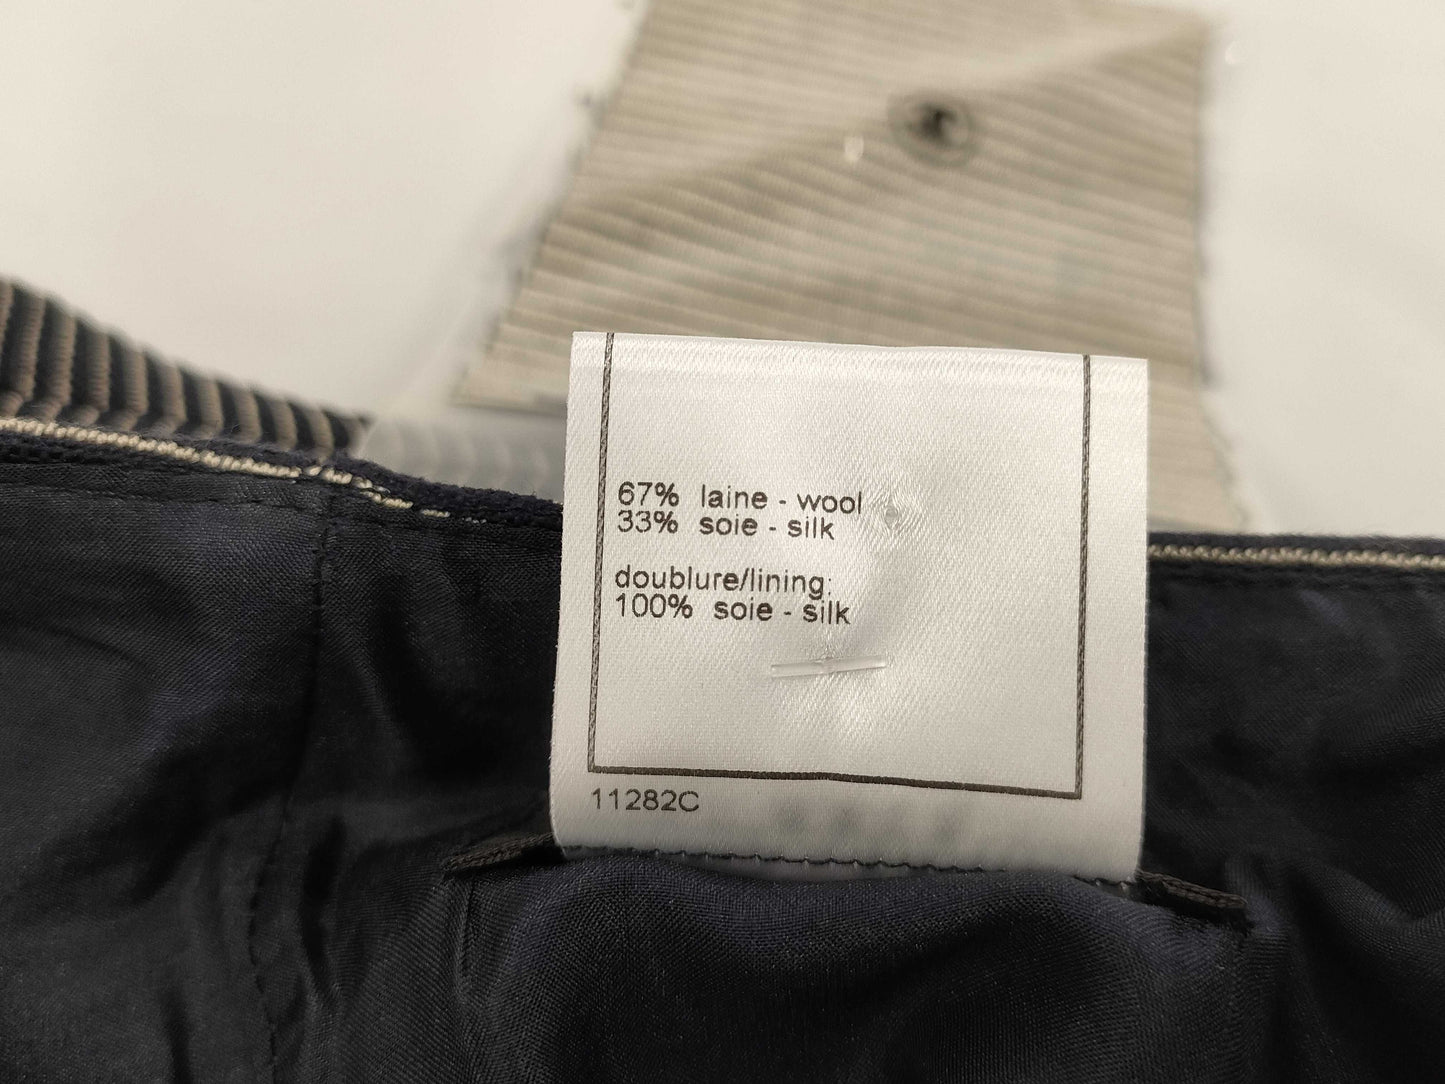 67% laine - wool
33% soie - silk
doublure/lining:
100% soie - silk
11282C